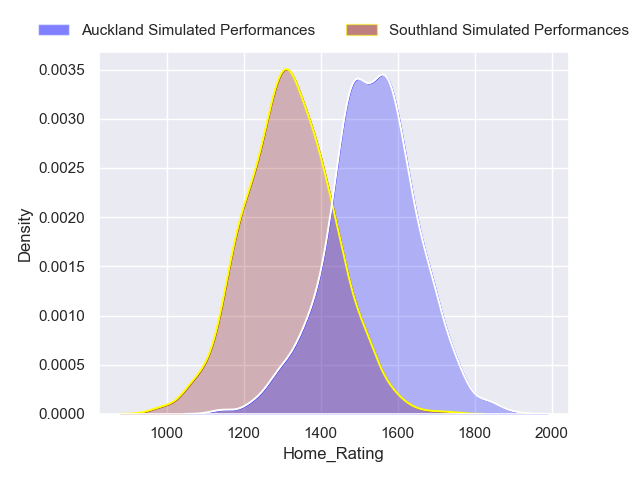 Auckland Simulated Performances Southland Simulated Performances
0.0035
0.0030
0.0025
0.0020
0.0015
0.0010
0.0005
0.0000
Density
1000 1200 1400 1600 1800 2000
Home_Rating